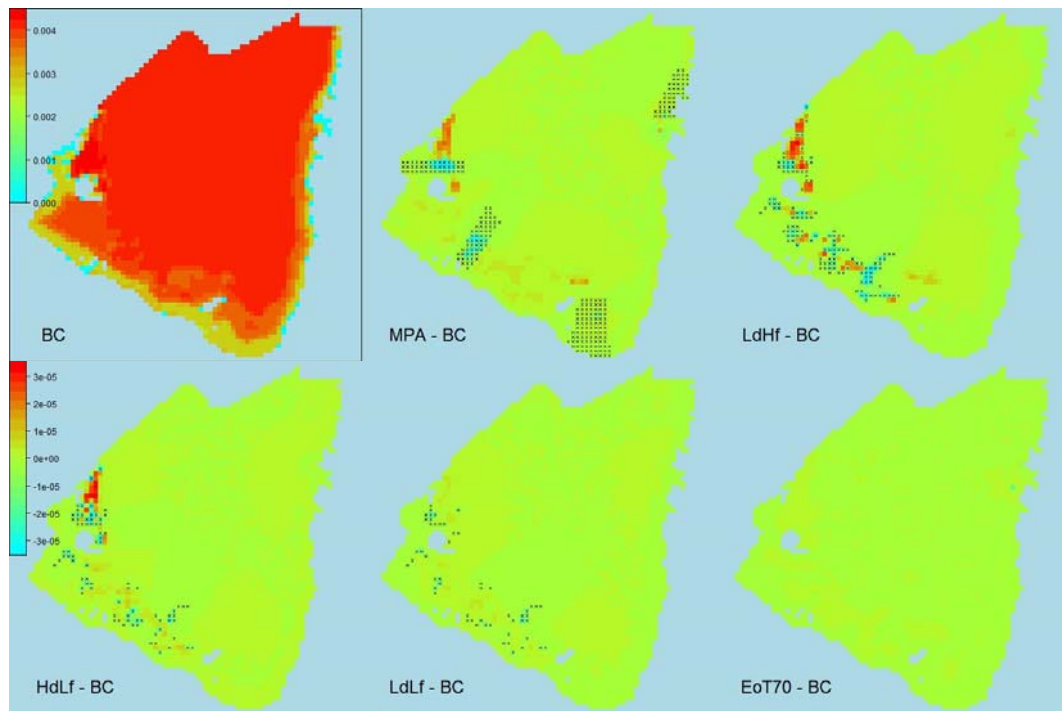 0.004
0.003
0.002
0.001
0.000
BC
MPA - BC
LdHf - BC
3e-05
2e-05
1e-05
0e+00
-1e-05
-2e-05
-3e-05
HdLf - BC
LdLf - BC
EoT70 - BC